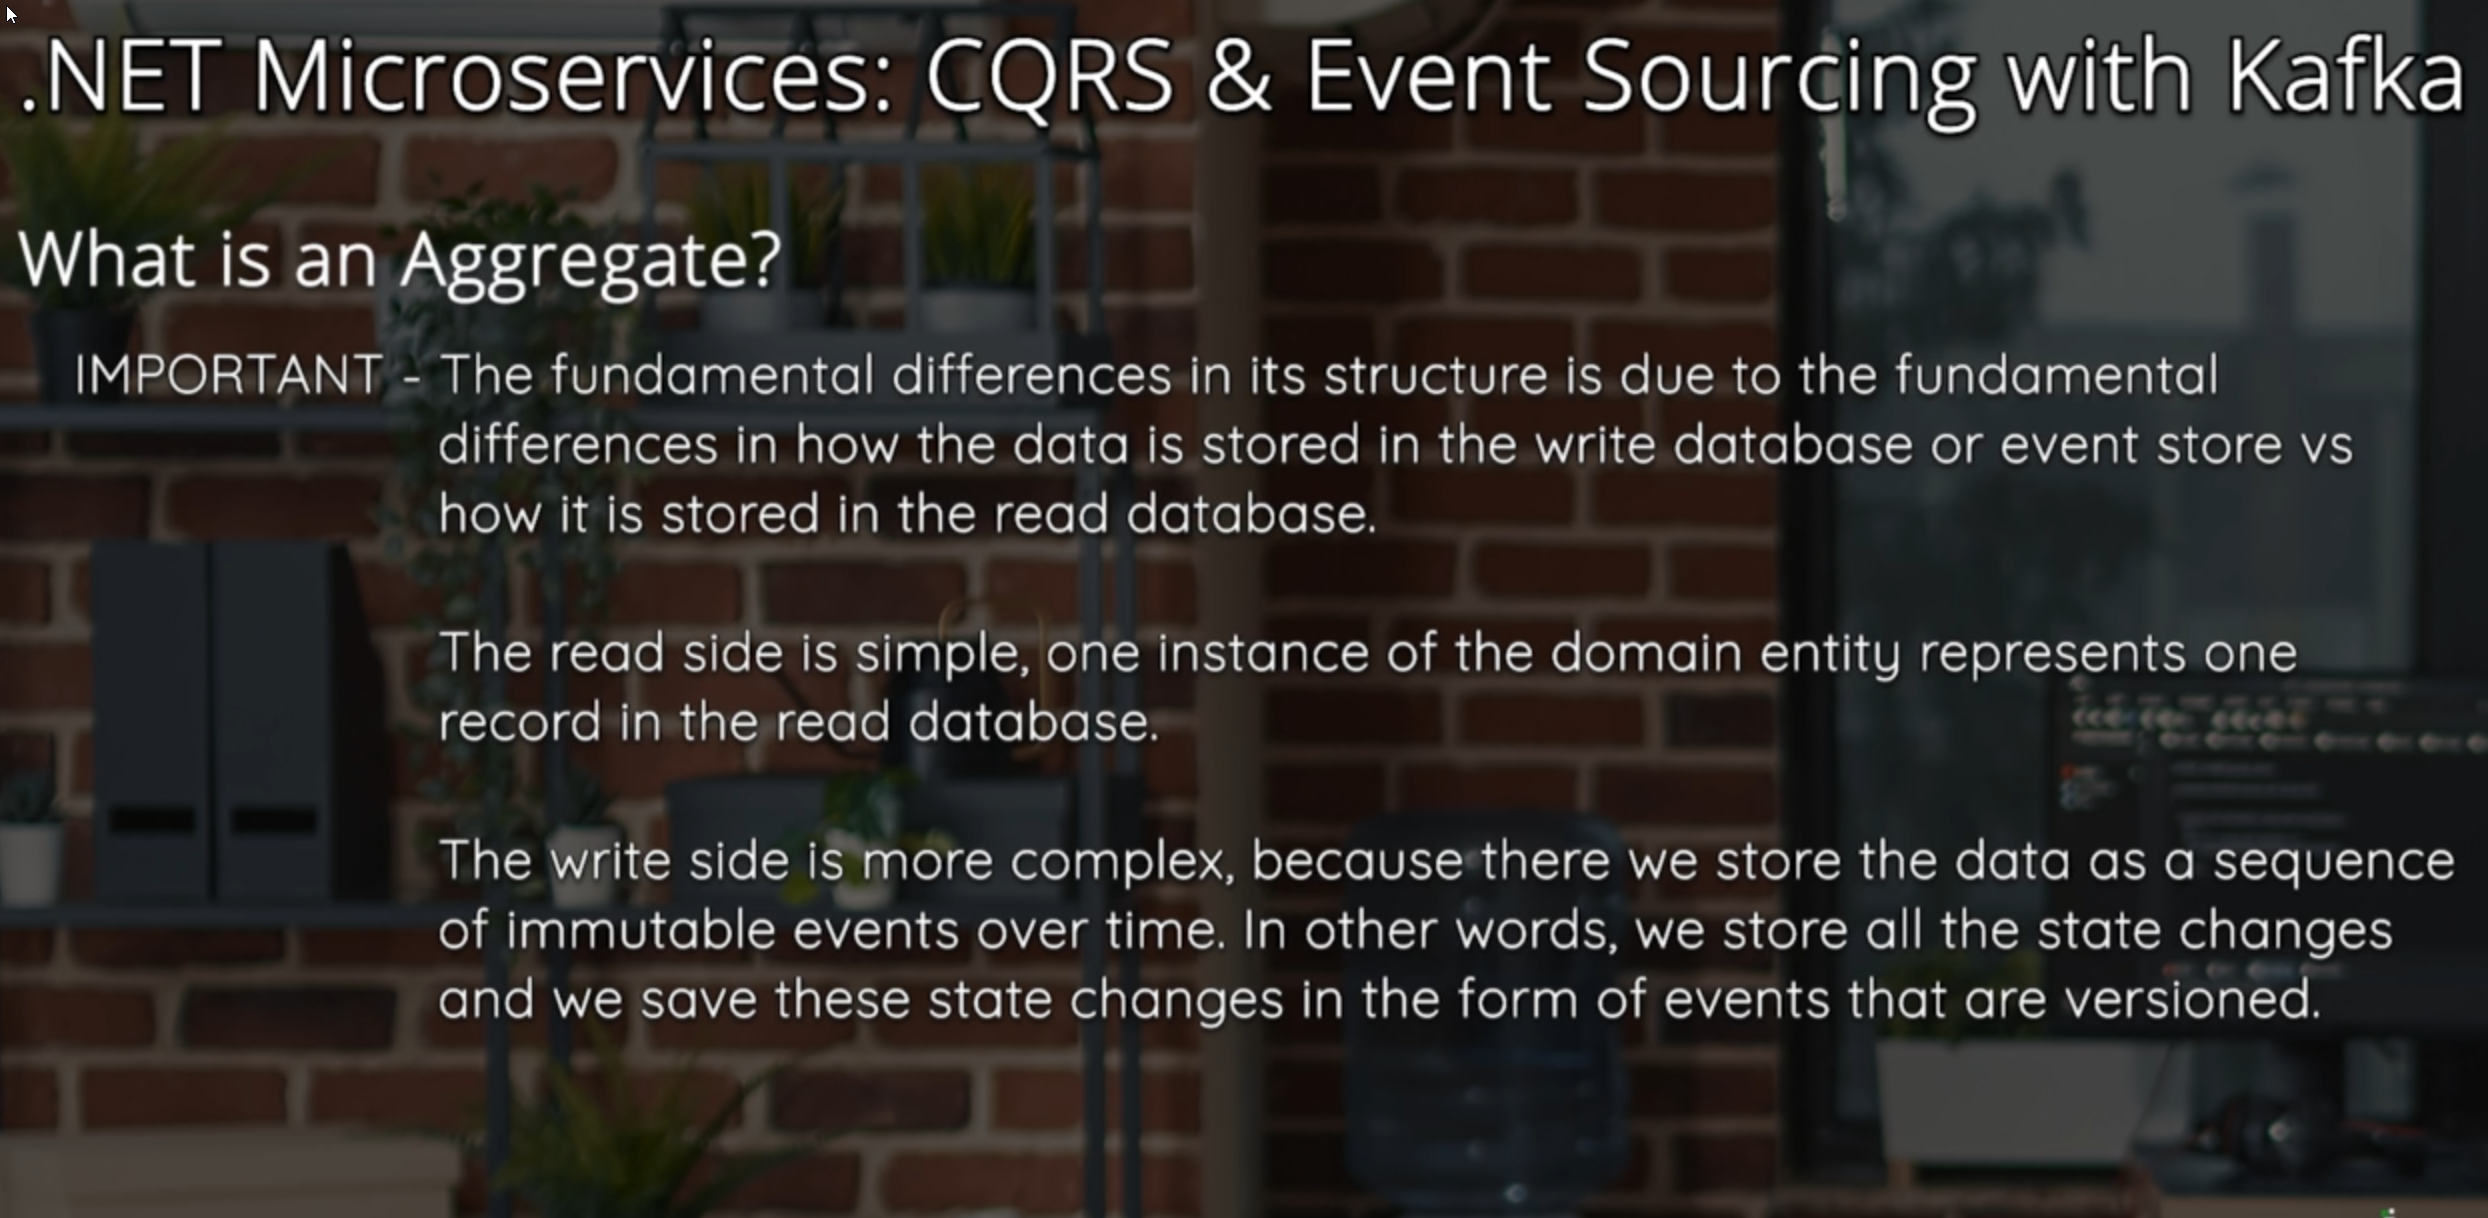 .NET Microservices: CQRS & Event Sourcing with Kafka
What is an Aggregate?
IMPORTANT - The fundamental differences in its structure is due to the fundamental
differences in how the data is stored in the write database or event store vs
how it is stored in the read database.
The read side is simple, one instance of the domain entity represents one
record in the read database.
The write side is more complex, because there we store the data as a sequence
of immutable events over time. In other words, we store all the state changes
and we save these state changes in the form of events that are versioned.